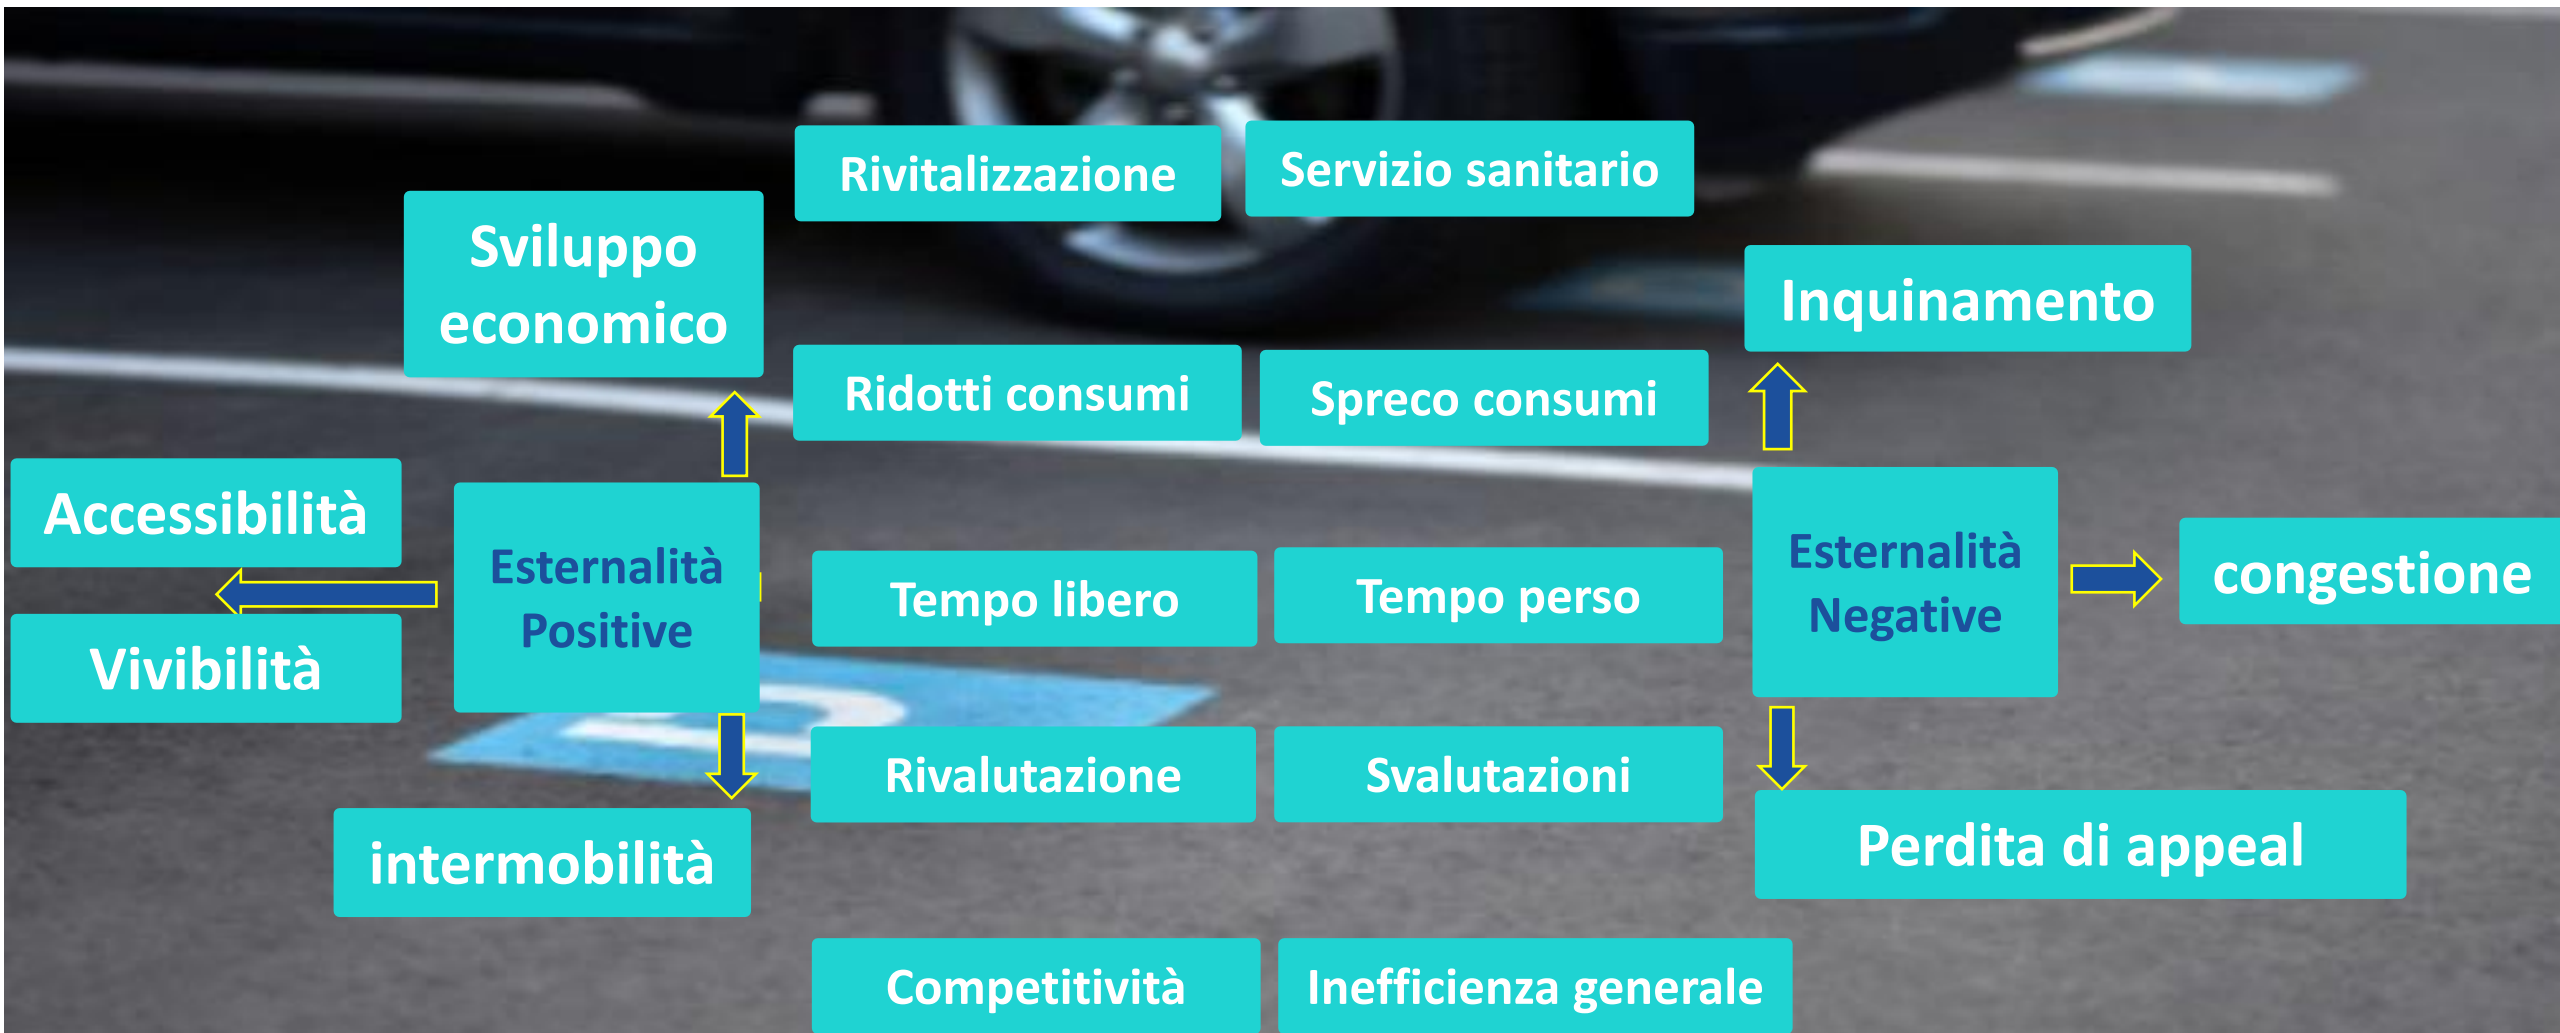 Rivitalizzazione
Servizio sanitario
Sviluppo
economico
Inquinamento
Ridotti consumi
Spreco consumi
Accessibilità
Esternalità
Positive
Vivibilità
Tempo libero
Tempo perso
Esternalità
Negative
congestione
Rivalutazione
Svalutazioni
intermobilità
Perdita di appeal
Competitività
Inefficienza generale